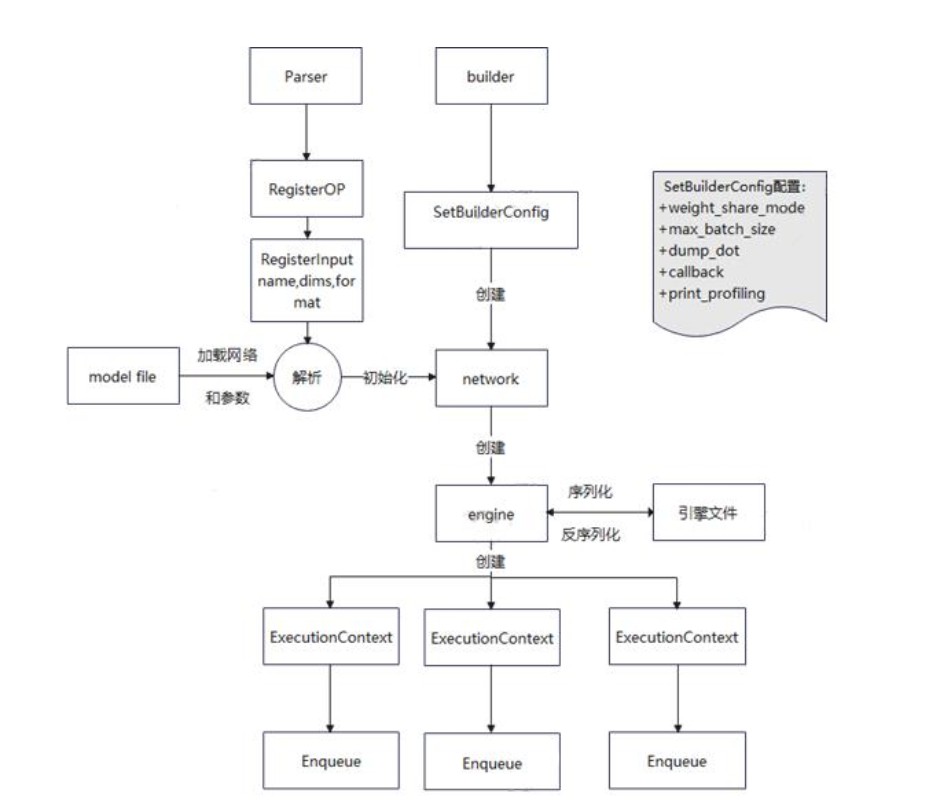 Parser
builder
RegisterOP
SetBuilderConfig
SetBuilderConfig配置:
+weight_share_mode
+max_batch_size
+dump_dot
+callback
+print_profiling
RegisterInput
name,dims,for
mat
创建
model file
加载网络
和参数
解析
初始化
network
创建
engine
序列化
反序列化
引擎文件
创建
ExecutionContext
ExecutionContext
ExecutionContext
Enqueue
Enqueue
Enqueue